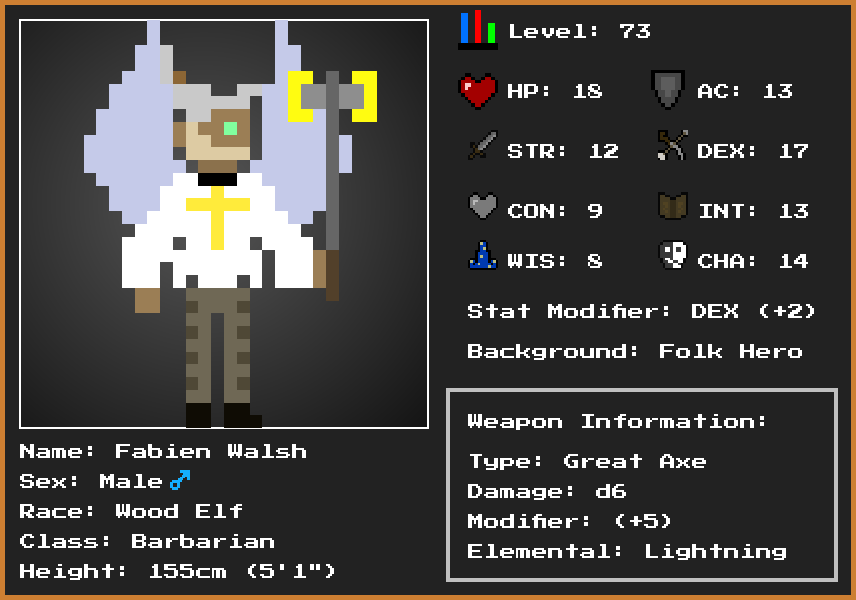 Level: 73
HP: 18
AC: 13
STR: 12
DEX: 17
CON: 9
INT: 13
WIS: 8
CHA: 14
Stat Modifier: DEX (+2)
Background: Folk Hero
Weapon Information:
Type: Great Axe
Damage: d6
Modifier: (+5)
Elemental: Lightning
Name: Fabien Walsh
Sex: Male♂
Race: Wood Elf
Class: Barbarian
Height: 155cm (5'1")